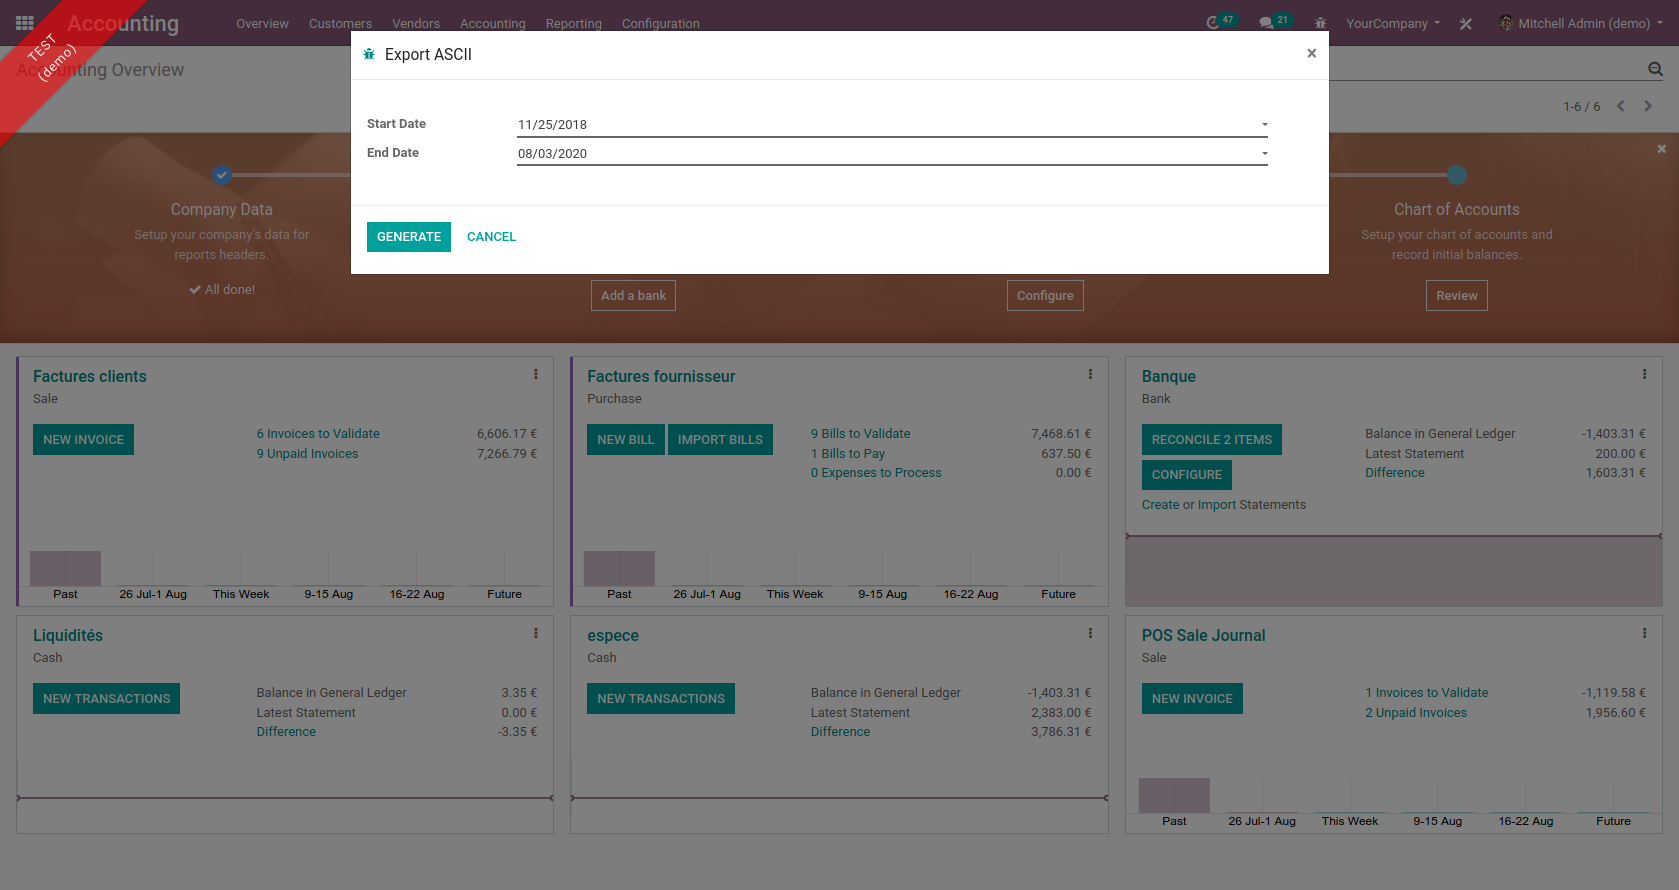 Accounting
Overview
Customers
Vendors
Accounting
Reporting
Configuration
47
21
YourCompany
Mitchell Admin (demo)
TEST
(demo)
Accounting Overview
1-6 / 6
Export ASCII
×
Start Date 11/25/2018
End Date 08/03/2020
GENERATE CANCEL
Company Data
Setup your company's data for
reports headers.
All done!
Add a bank
Configure
Chart of Accounts
Setup your chart of accounts and
record initial balances.
Review
Factures clients
Sale
NEW INVOICE
6 Invoices to Validate 6,606.17 €
9 Unpaid Invoices 7,266.79 €
Past 26 Jul-1 Aug This Week 9-15 Aug 16-22 Aug Future
Factures fournisseur
Purchase
NEW BILL IMPORT BILLS
9 Bills to Validate 7,468.61 €
1 Bills to Pay 637.50 €
0 Expenses to Process 0.00 €
Past 26 Jul-1 Aug This Week 9-15 Aug 16-22 Aug Future
Banque
Bank
RECONCILE 2 ITEMS
CONFIGURE
Create or Import Statements
Balance in General Ledger -1,403.31 €
Latest Statement 200.00 €
Difference 1,603.31 €
Liquidités
Cash
NEW TRANSACTIONS
Balance in General Ledger 3.35 €
Latest Statement 0.00 €
Difference -3.35 €
espece
Cash
NEW TRANSACTIONS
Balance in General Ledger -1,403.31 €
Latest Statement 2,383.00 €
Difference 3,786.31 €
POS Sale Journal
Sale
NEW INVOICE
1 Invoices to Validate -1,119.58 €
2 Unpaid Invoices 1,956.60 €
Past 26 Jul-1 Aug This Week 9-15 Aug 16-22 Aug Future